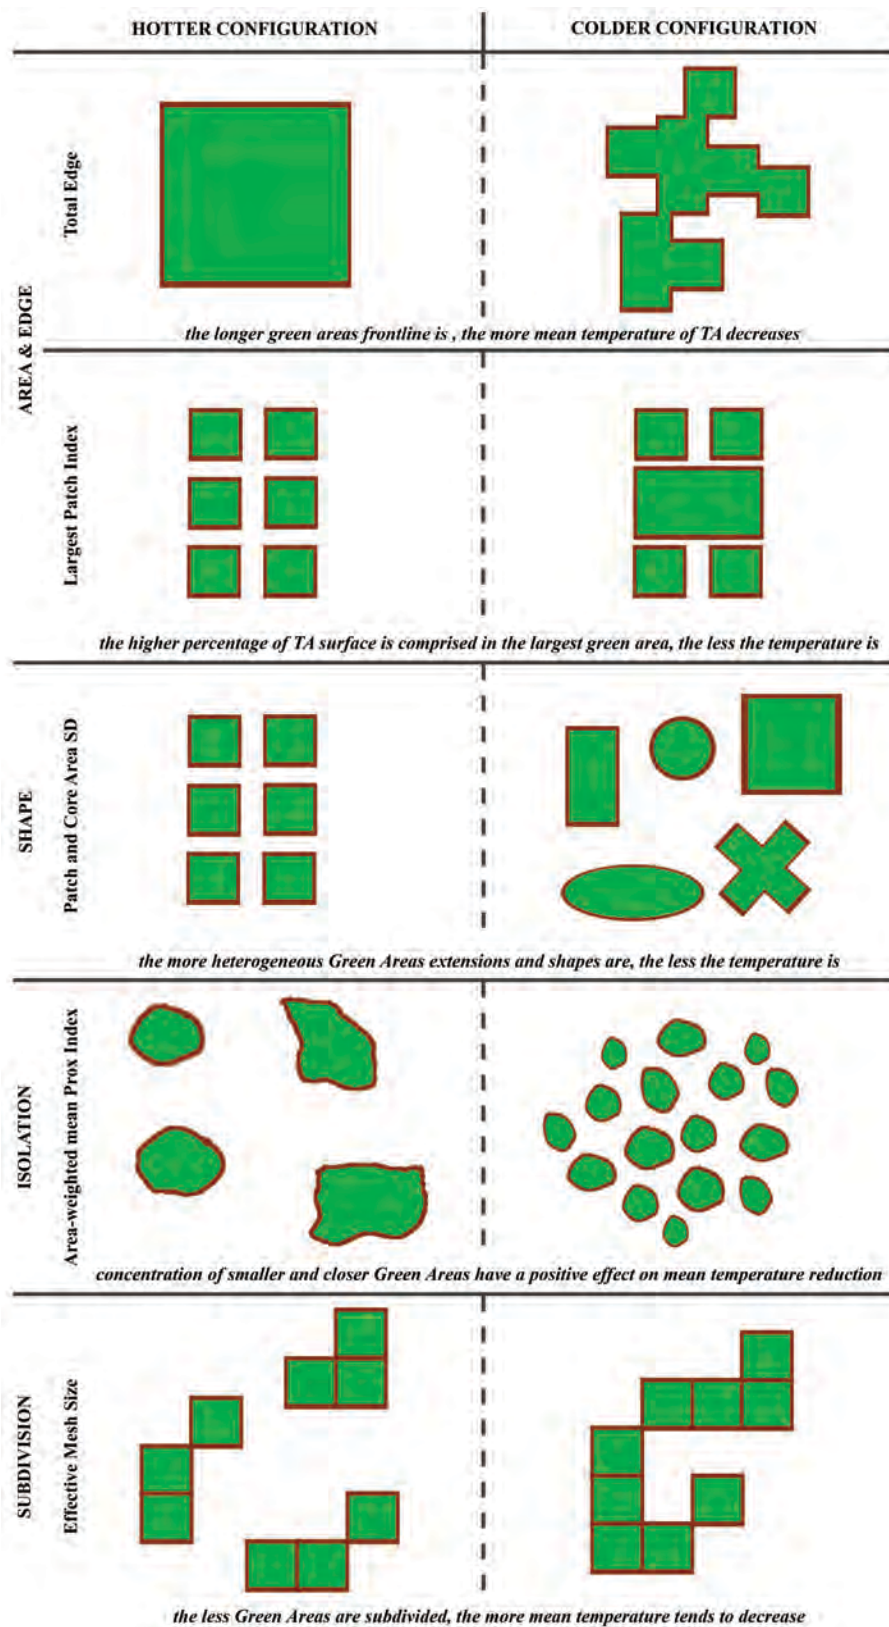 HOTTER CONFIGURATION
COLDER CONFIGURATION
AREA & EDGE
Total Edge
the longer green areas frontline is , the more mean temperature of TA decreases
Largest Patch Index
the higher percentage of TA surface is comprised in the largest green area, the less the temperature is
SHAPE
Patch and Core Area SD
the more heterogeneous Green Areas extensions and shapes are, the less the temperature is
ISOLATION
Area-weighted mean Prox Index
concentration of smaller and closer Green Areas have a positive effect on mean temperature reduction
SUBDIVISION
Effective Mesh Size
the less Green Areas are subdivided, the more mean temperature tends to decrease